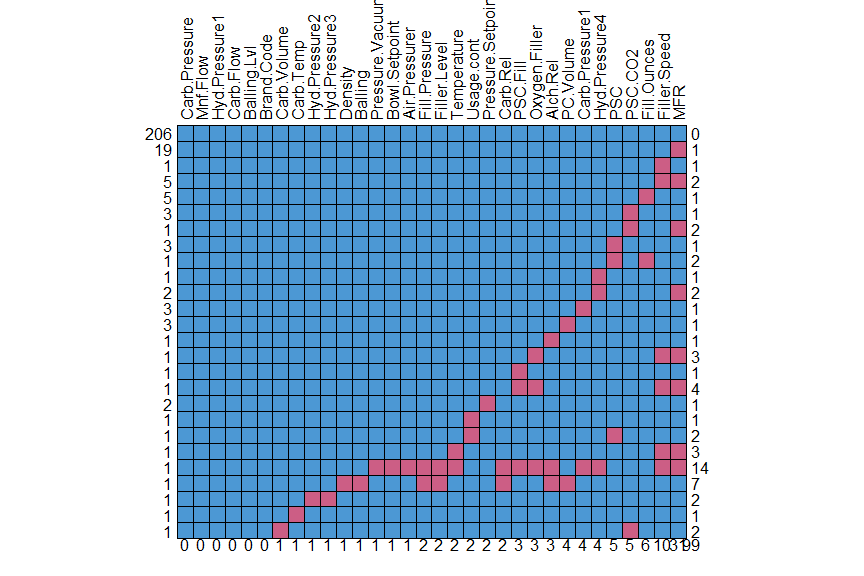 Carb.Pressure
Mnf.Flow
Hyd.Pressure1
Carb.Flow
Balling.Lvl
Brand.Code
Carb.Volume
Carb.Temp
Hyd.Pressure2
Hyd.Pressure3
Density
Balling
Pressure.Vacuum
Bowl.Setpoint
Air.Pressurer
Fill.Pressure
Filler.Level
Temperature
Usage.cont
Pressure.Setpoint
Carb.Rel
PSC.Fill
Oxygen.Filler
Alch.Rel
PC.Volume
Carb.Pressure1
Hyd.Pressure4
PSC
PSC.CO2
Fill.Ounces
Filler.Speed
MFR
206 0
19 1
1 1
5 2
5 1
3 1
1 2
3 1
1 2
1 1
2 2
3 1
3 1
1 1
1 3
1 1
1 4
2 1
1 1
1 2
1 3
1 14
1 7
1 2
1 1
1 2
0 0 0 0 0 0 1 1 1 1 1 1 1 1 1 2 2 2 2 2 2 3 3 3 4 4 4 5 5 6 10 31 99